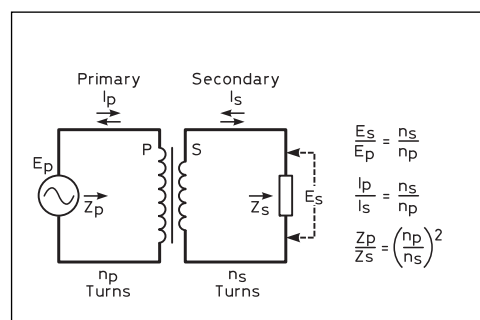 Primary
Secondary
Ip
Is
P
S
Ep
Zp
Zs
Es
np
Turns
ns
Turns
Es/Ep = ns/np
Ip/Is = ns/np
Zp/Zs = (np/ns)²